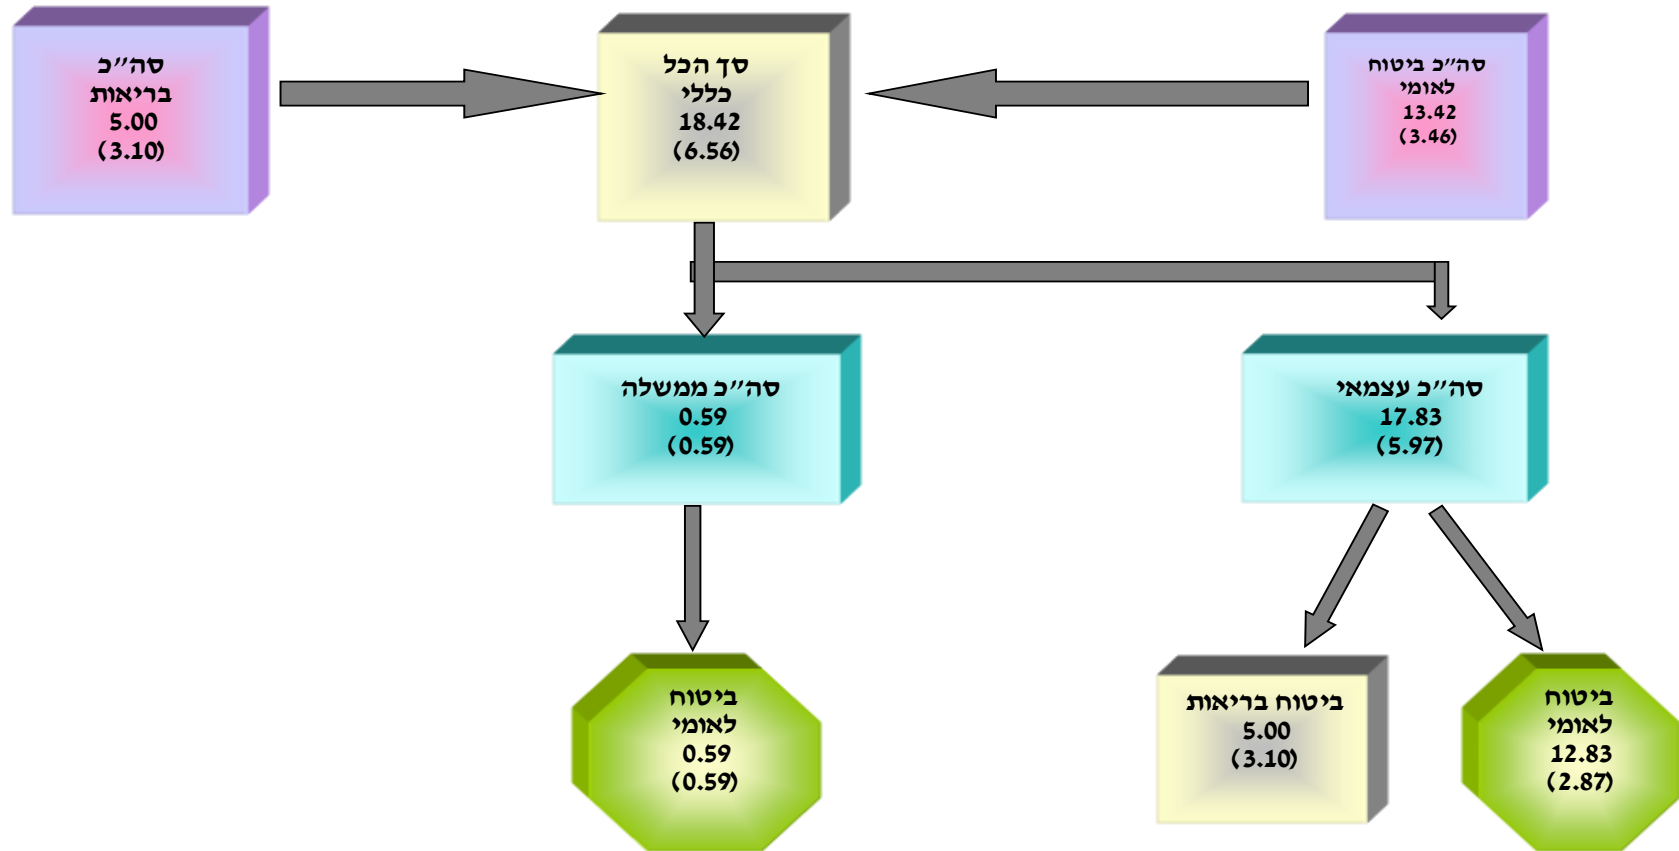 סה״כ ביטוח
לאומי
13.42
(3.46)
סך הכל
כללי
18.42
(6.56)
סה״כ
בריאות
5.00
(3.10)
סה״כ עצמאי
17.83
(5.97)
סה״כ ממשלה
0.59
(0.59)
ביטוח
לאומי
12.83
(2.87)
ביטוח בריאות
5.00
(3.10)
ביטוח
לאומי
0.59
(0.59)